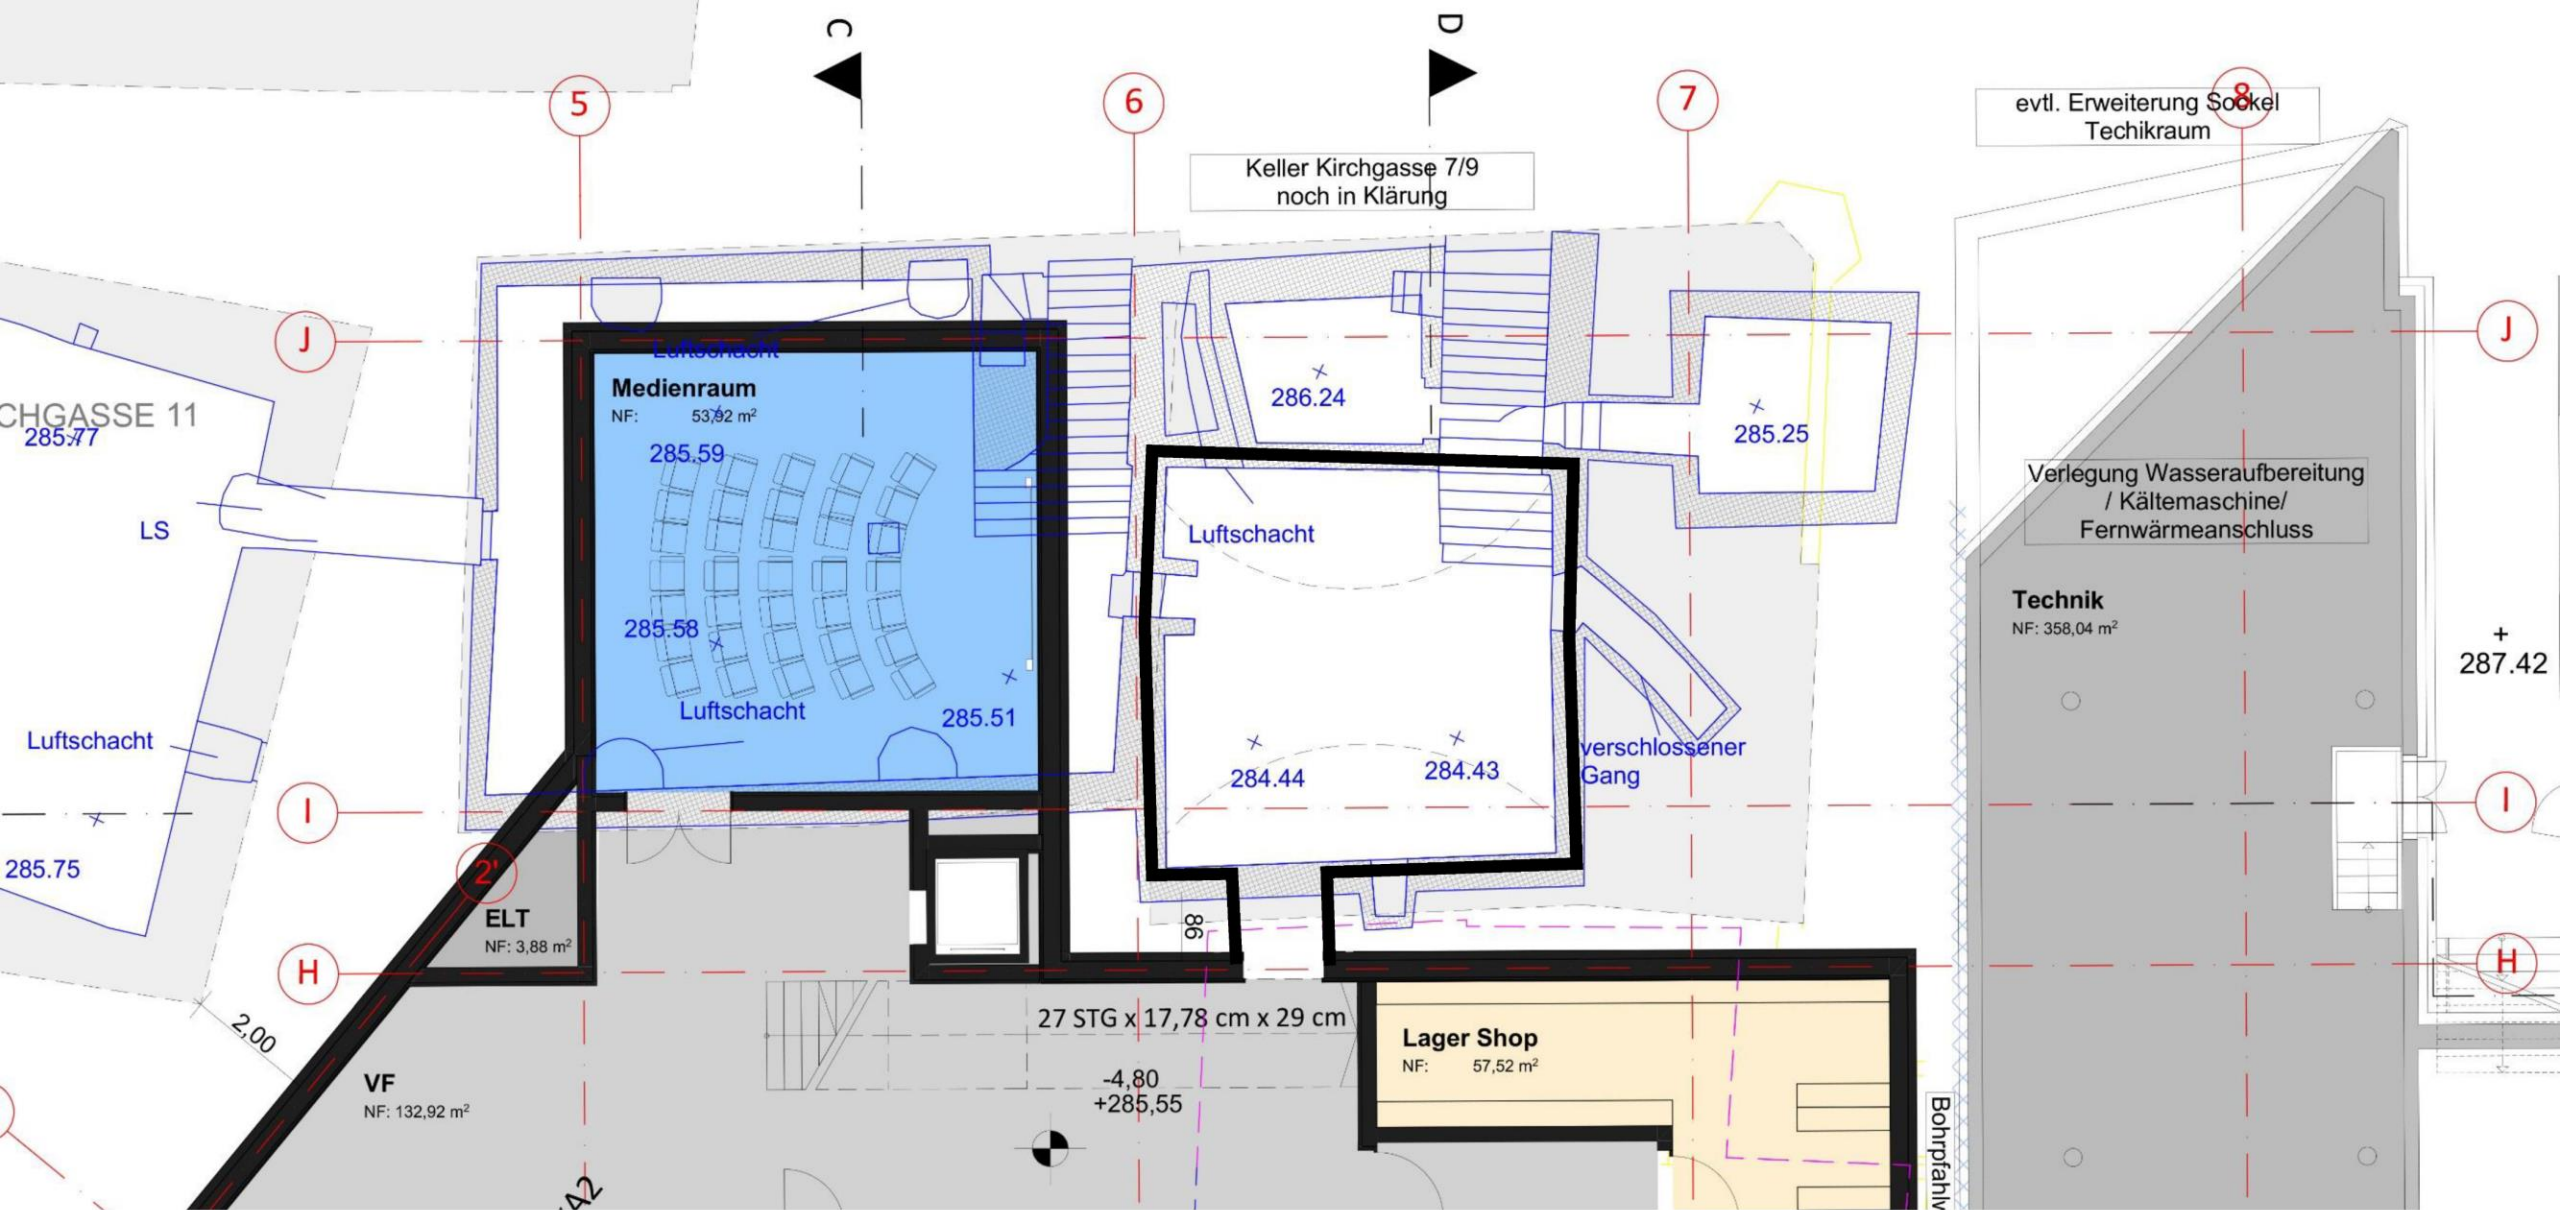 C
D
5
6
7
8
evtl. Erweiterung Sockel
Techikraum
Keller Kirchgasse 7/9
noch in Klärung
J
Luftschacht
J
Medienraum
NF: 53,92 m²
286.24
CHGASSE 11
285.77
285.59
285.25
Verlegung Wasseraufbereitung
/ Kältemaschine/
Fernwärmeanschluss
LS
Luftschacht
Technik
NF: 358,04 m²
285.58
287.42
Luftschacht
285.51
Luftschacht
verschlossener
Gang
284.44
284.43
I
I
285.75
2'
ELT
NF: 3,88 m²
86
H
H
2,00
27 STG x 17,78 cm x 29 cm
Lager Shop
NF: 57,52 m²
VF
NF: 132,92 m²
-4,80
+285,55
A2